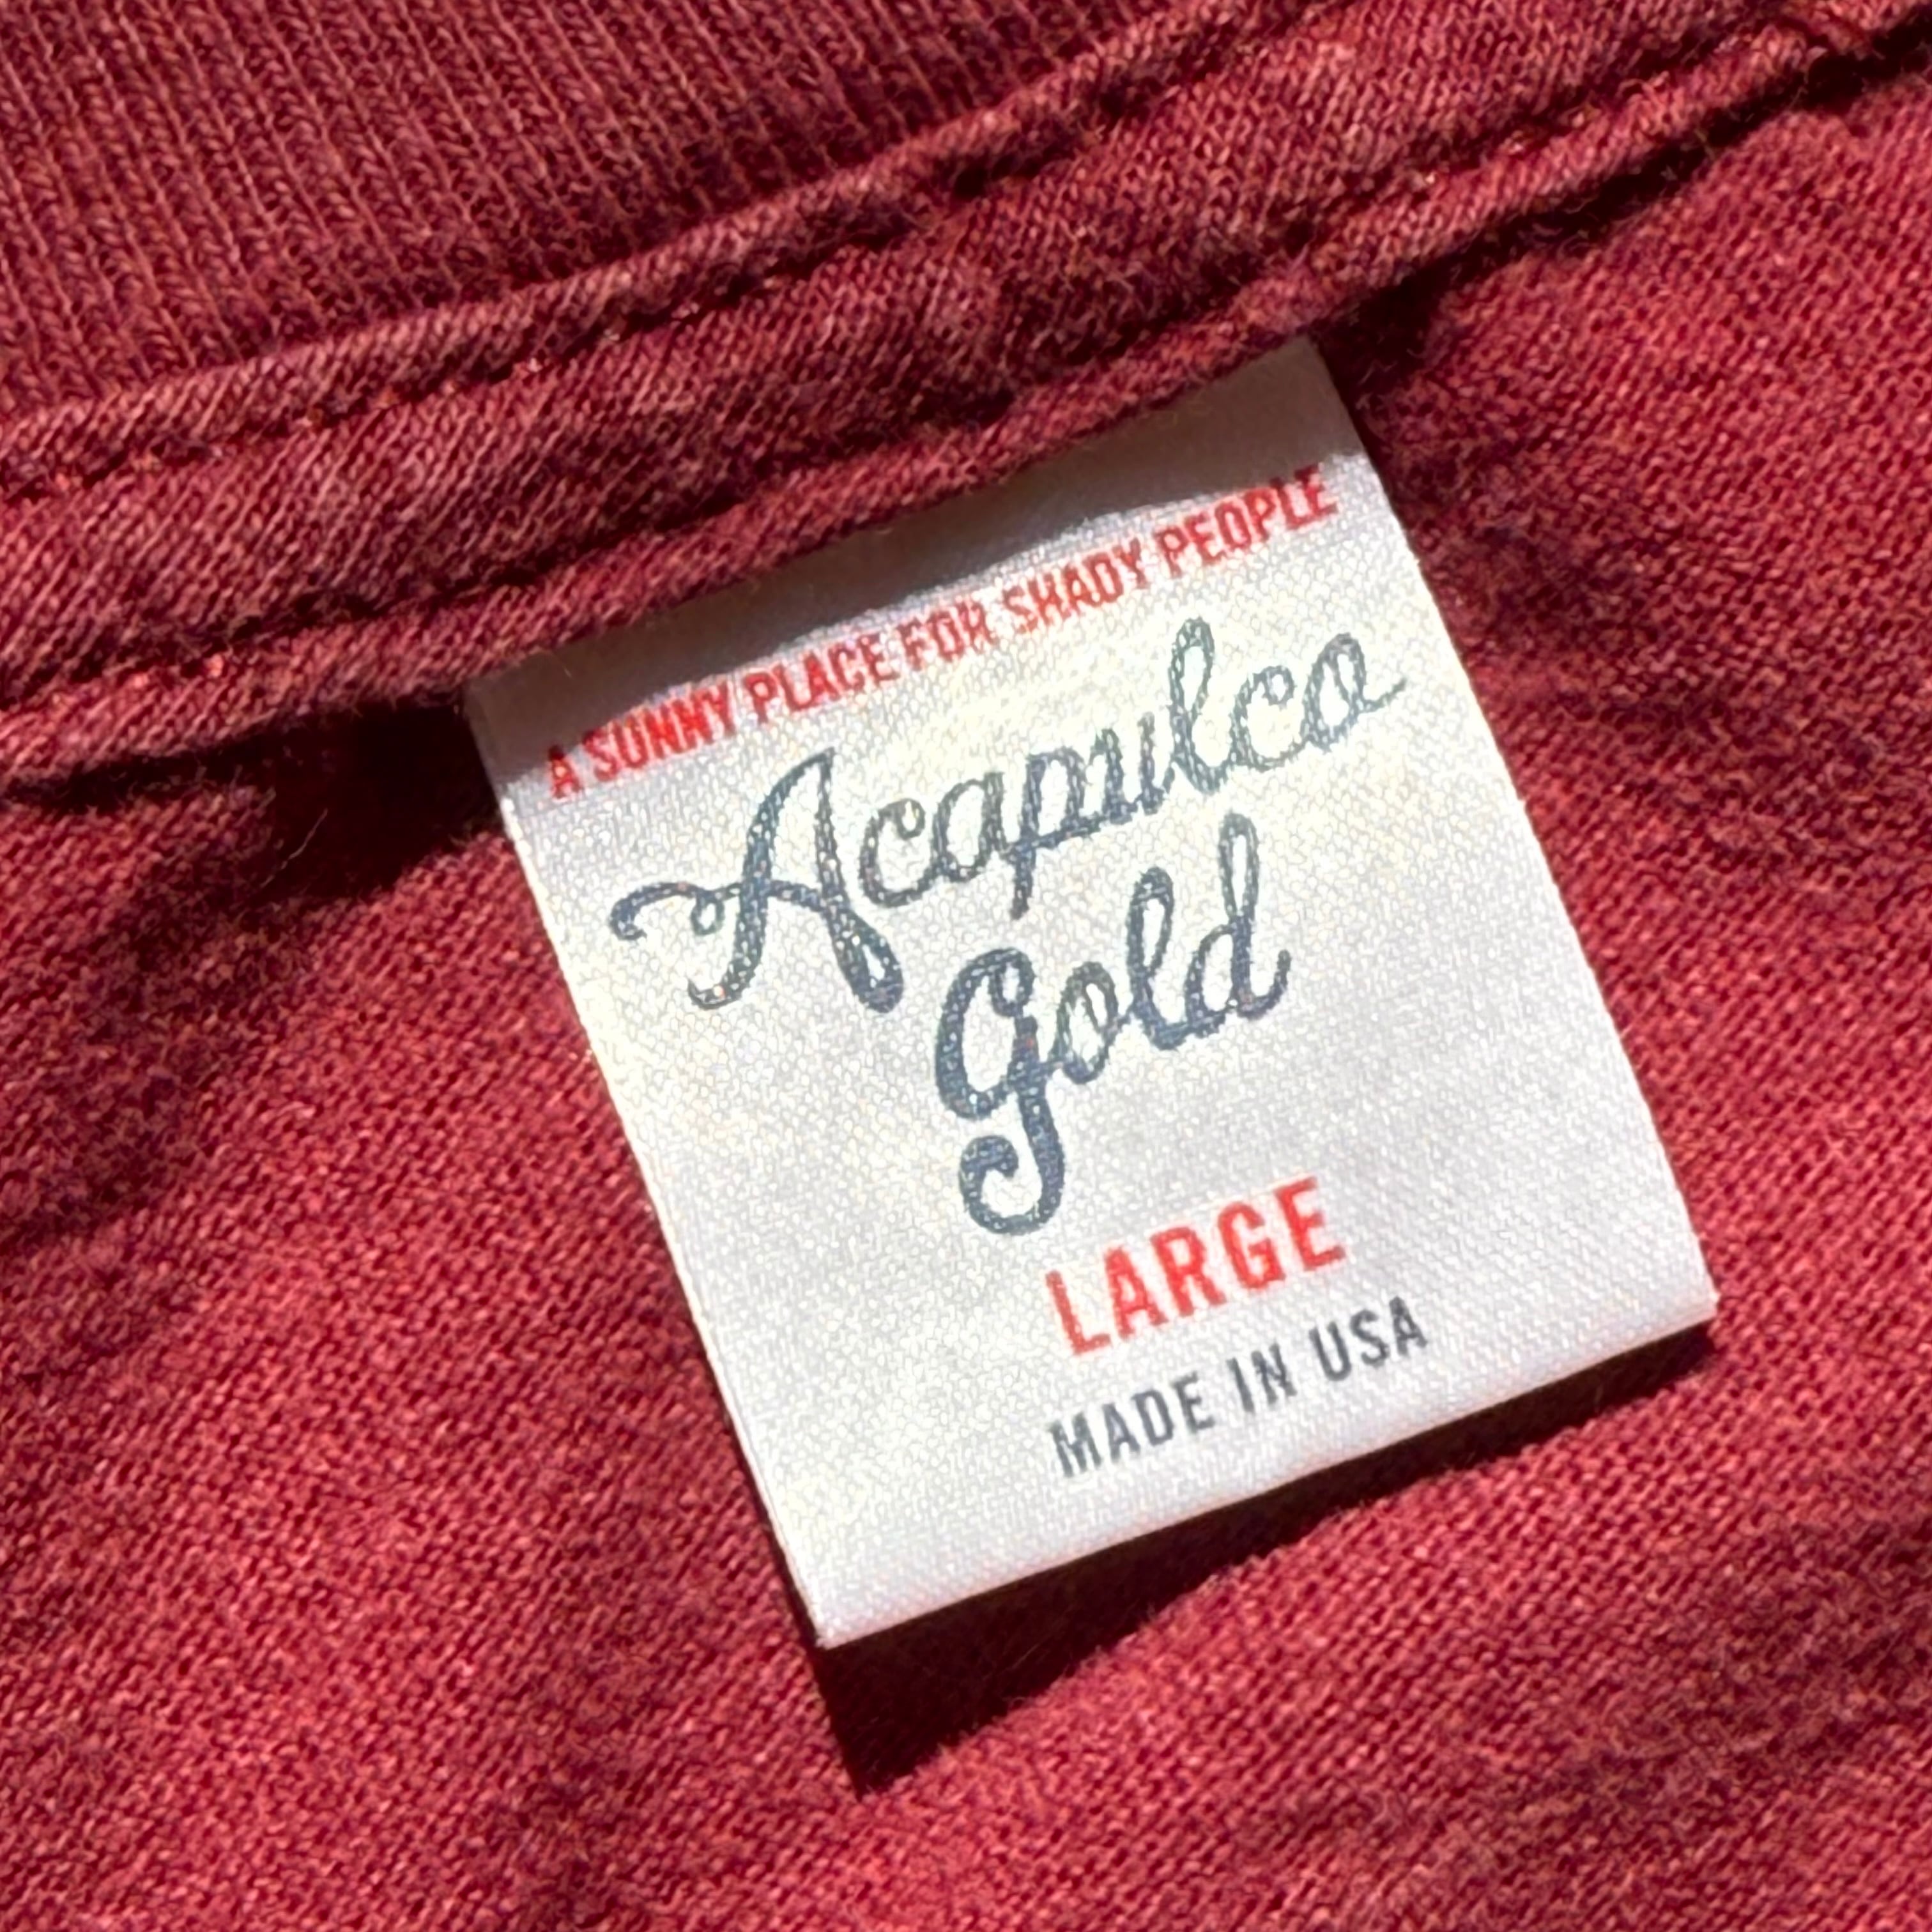 A SUNNY PLACE FOR SHADY PEOPLE
Acapulco
Gold
LARGE
MADE IN USA